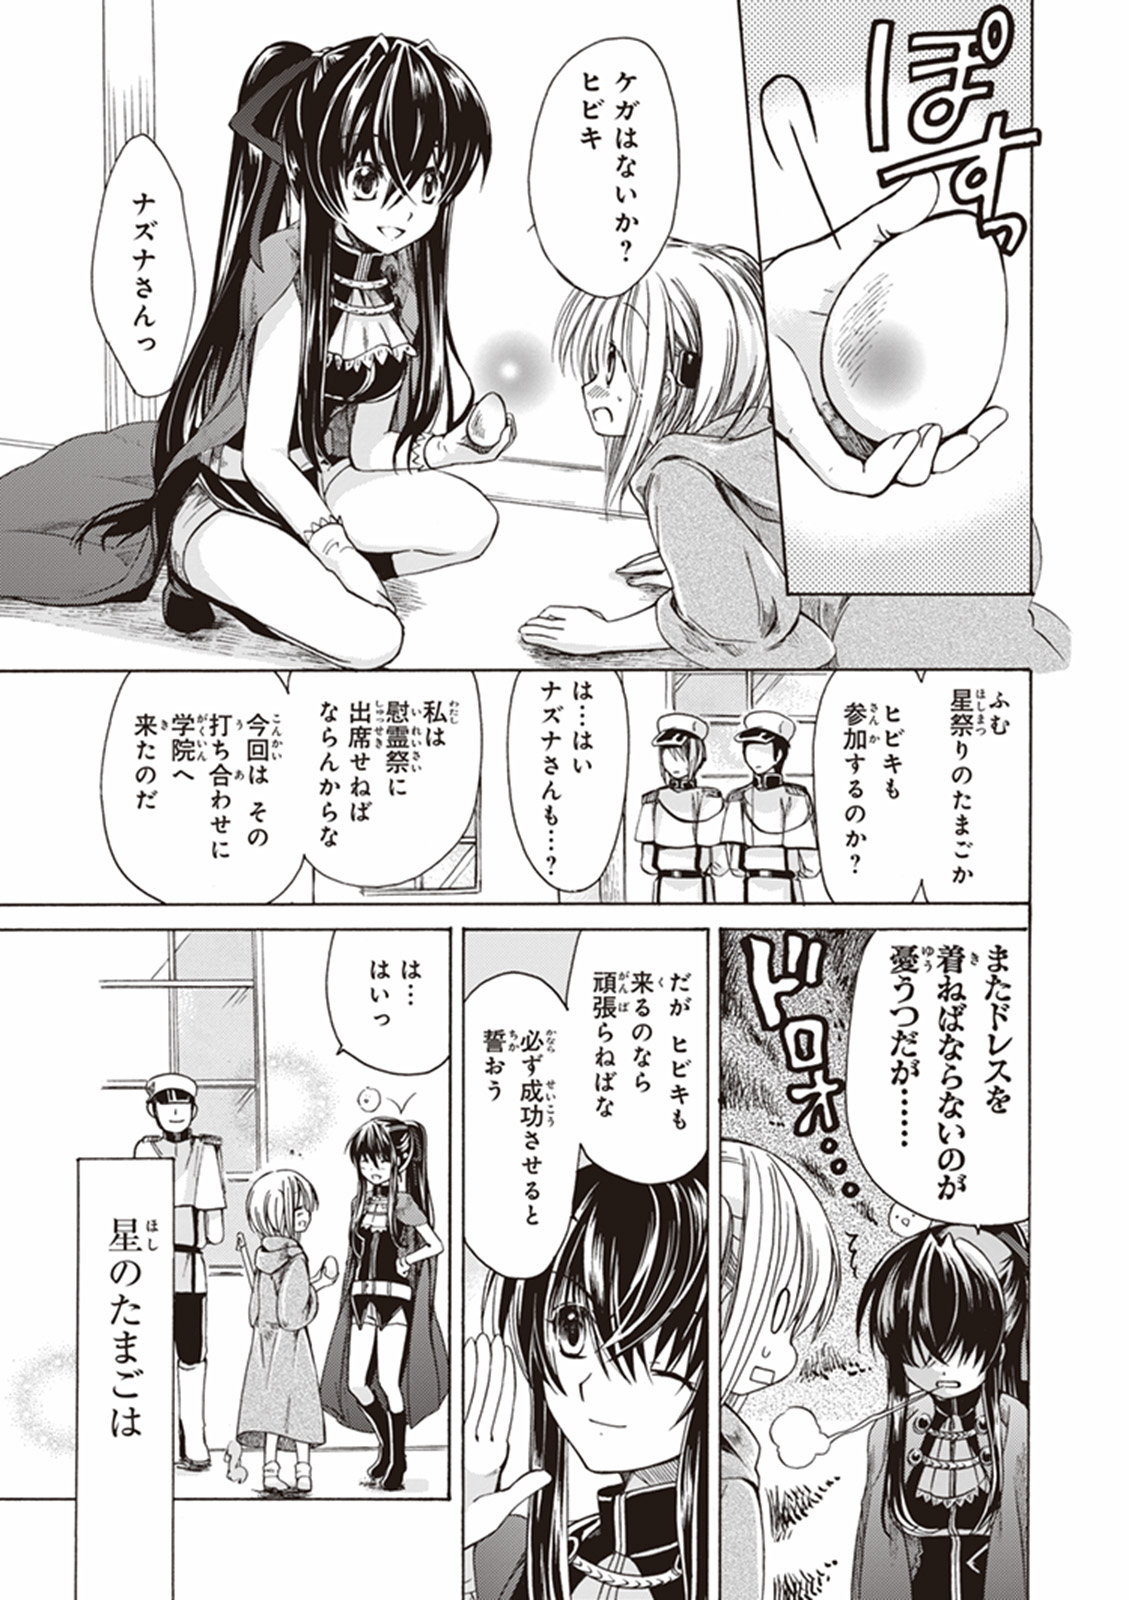 ぽすっ
ケガはないか？
ヒビキ
ナズナさんっ
ふむ
星祭りのたまごか
ヒビキも
参加するのか？
は……はい
ナズナさんも…？
私は
慰霊祭に
出席せねば
ならんからな
今回は その
打ち合わせに
学院へ
来たのだ
またドレスを
着ねばならないのが
憂うつだが……
ドロォ…
だが ヒビキも
来るのなら
頑張らねばな
必ず成功させると
誓おう
は…
はいっ
星のたまごは